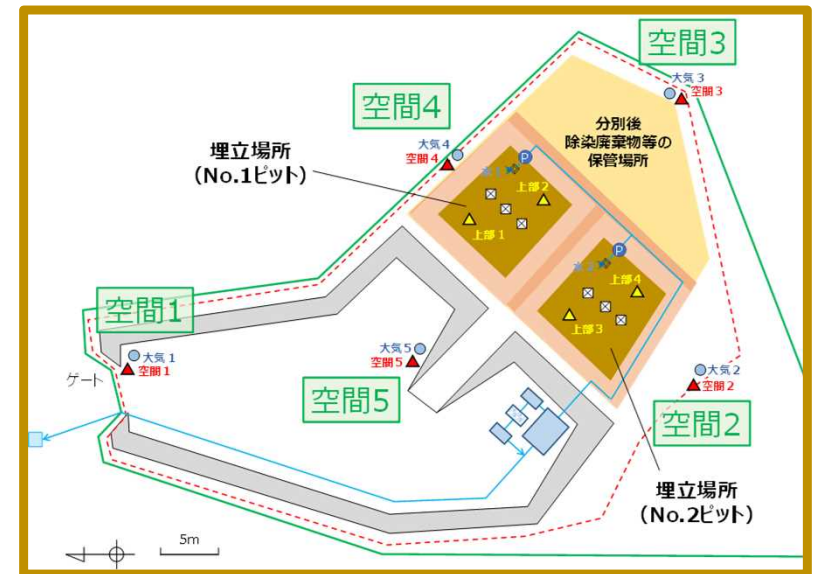 空間3
大気3
空間3
空間4
大気4
空間4
分別後
除染廃棄物等の
保管場所
埋立場所
(No.1ピット)
P
上部2
上部1
P
上部4
上部3
空間1
大気1
空間1
ゲート
大気5
空間5
空間5
大気2
空間2
空間2
埋立場所
(No.2ピット)
5m